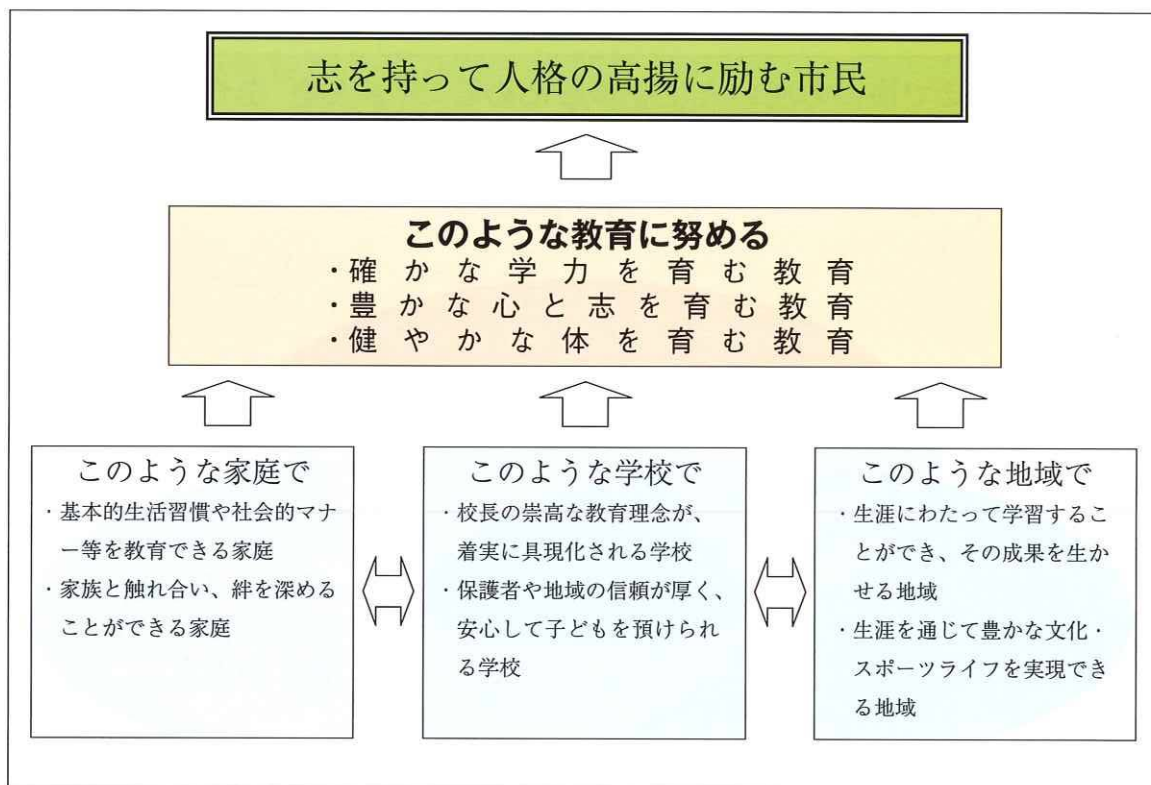 志を持って人格の高揚に励む市民
このような教育に努める
・確かな学力を育む教育
・豊かな心と志を育む教育
・健やかな体を育む教育
このような家庭で
・基本的生活習慣や社会的マナ
ー等を教育できる家庭
・家族と触れ合い、絆を深める
ことができる家庭
このような学校で
・校長の崇高な教育理念が、
着実に具現化される学校
・保護者や地域の信頼が厚く、
安心して子どもを預けられ
る学校
このような地域で
・生涯にわたって学習するこ
とができ、その成果を生か
せる地域
・生涯を通じて豊かな文化・
スポーツライフを実現でき
る地域